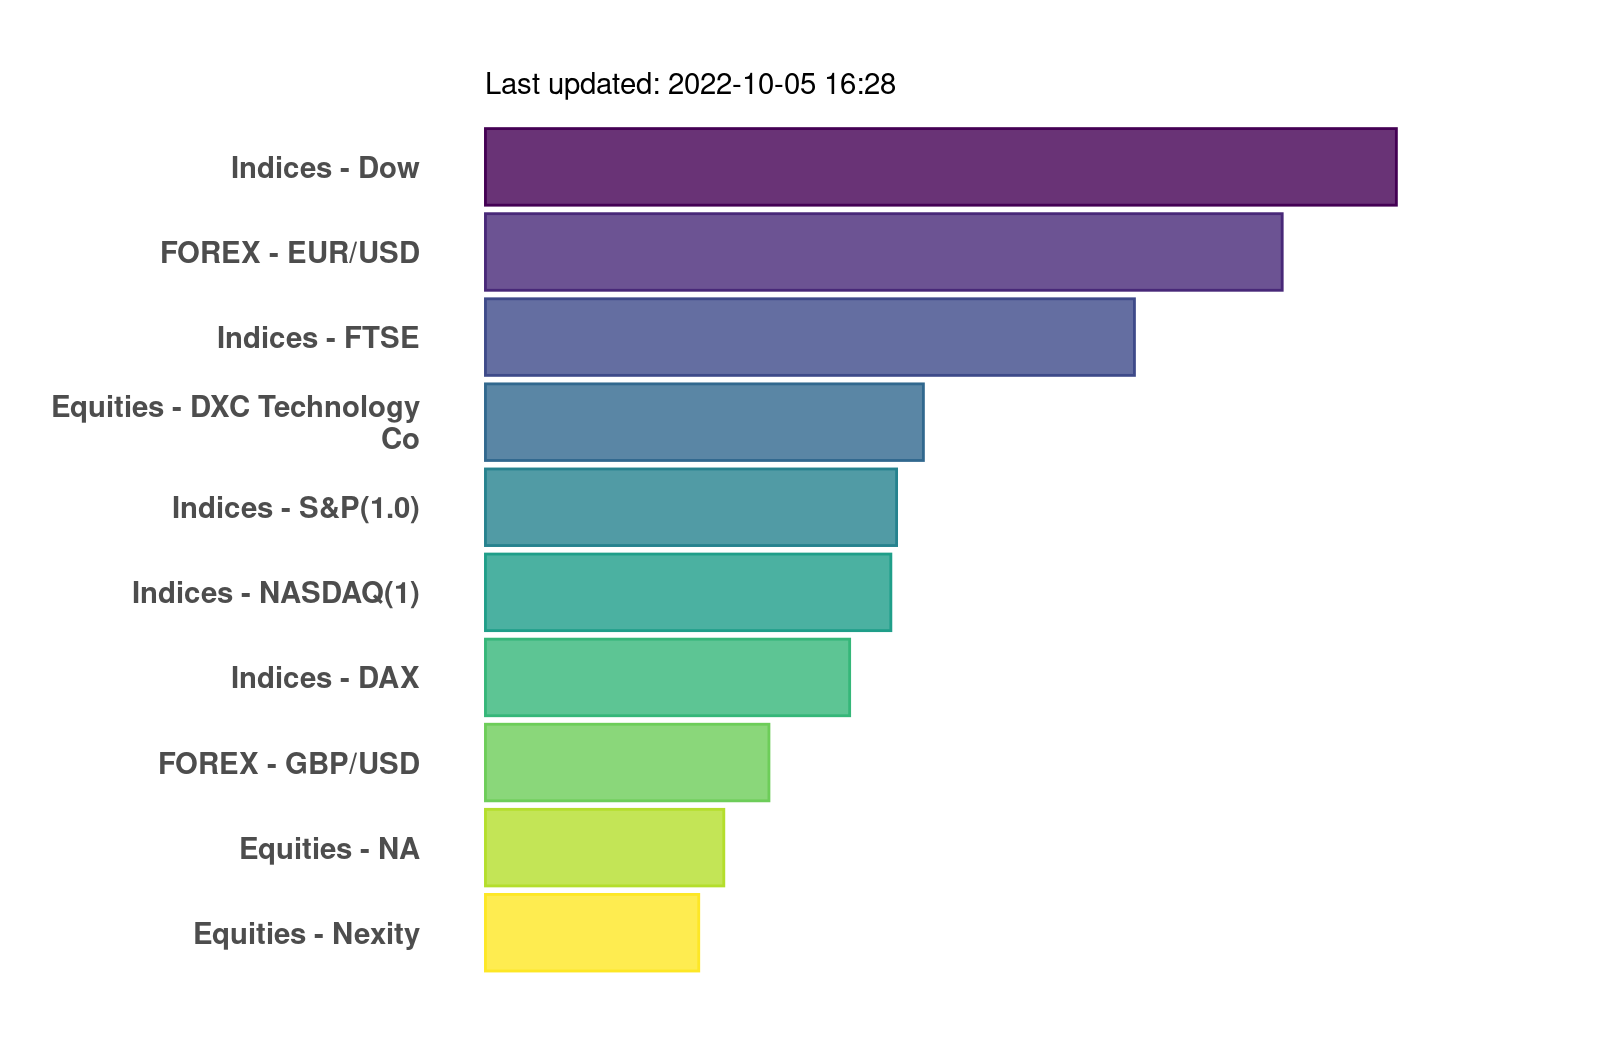 Last updated: 2022-10-05 16:28
Indices - Dow
FOREX - EUR/USD
Indices - FTSE
Equities - DXC Technology
Co
Indices - S&P(1.0)
Indices - NASDAQ(1)
Indices - DAX
FOREX - GBP/USD
Equities - NA
Equities - Nexity